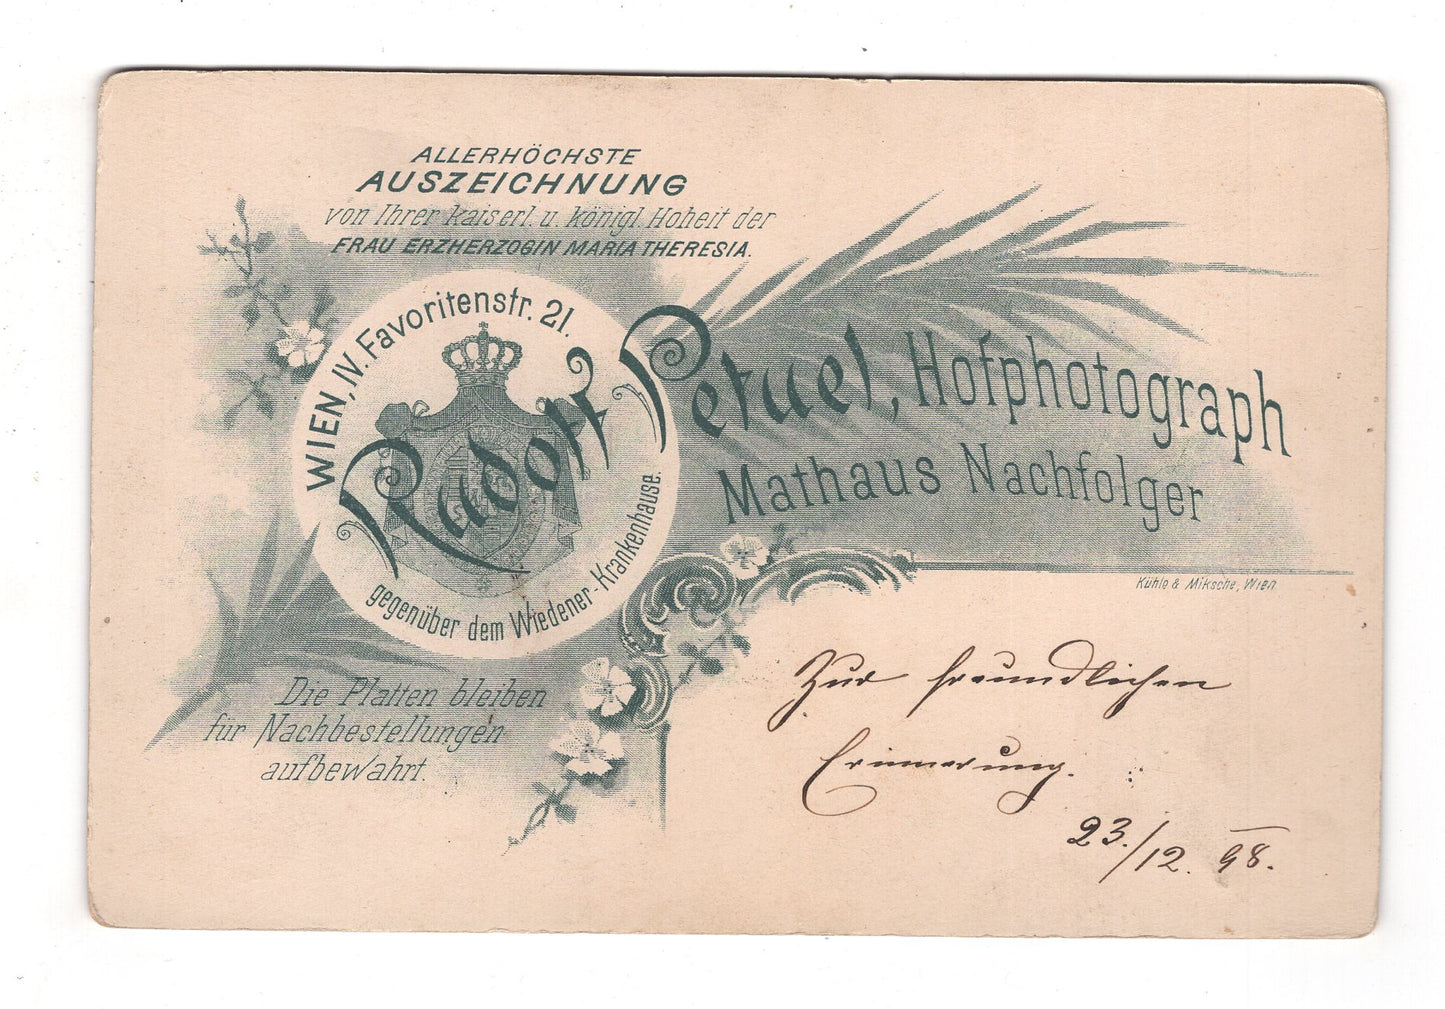 ALLERHÖCHSTE
AUSZEICHNUNG
von Ihrer kaiserl. u. königl. Hoheit der
FRAU ERZHERZOGIN MARIA THERESIA.
WIEN, IV. Favoritenstr. 21.
Rudolf Petuel, Hofphotograph
Mathaus Nachfolger
gegenüber dem Wiedener-Krankenhause.
Kühle & Miksche, Wien
Die Platten bleiben
für Nachbestellungen
aufbewahrt.
Zur freundlichen
Erinnerung.
23./12. 98.